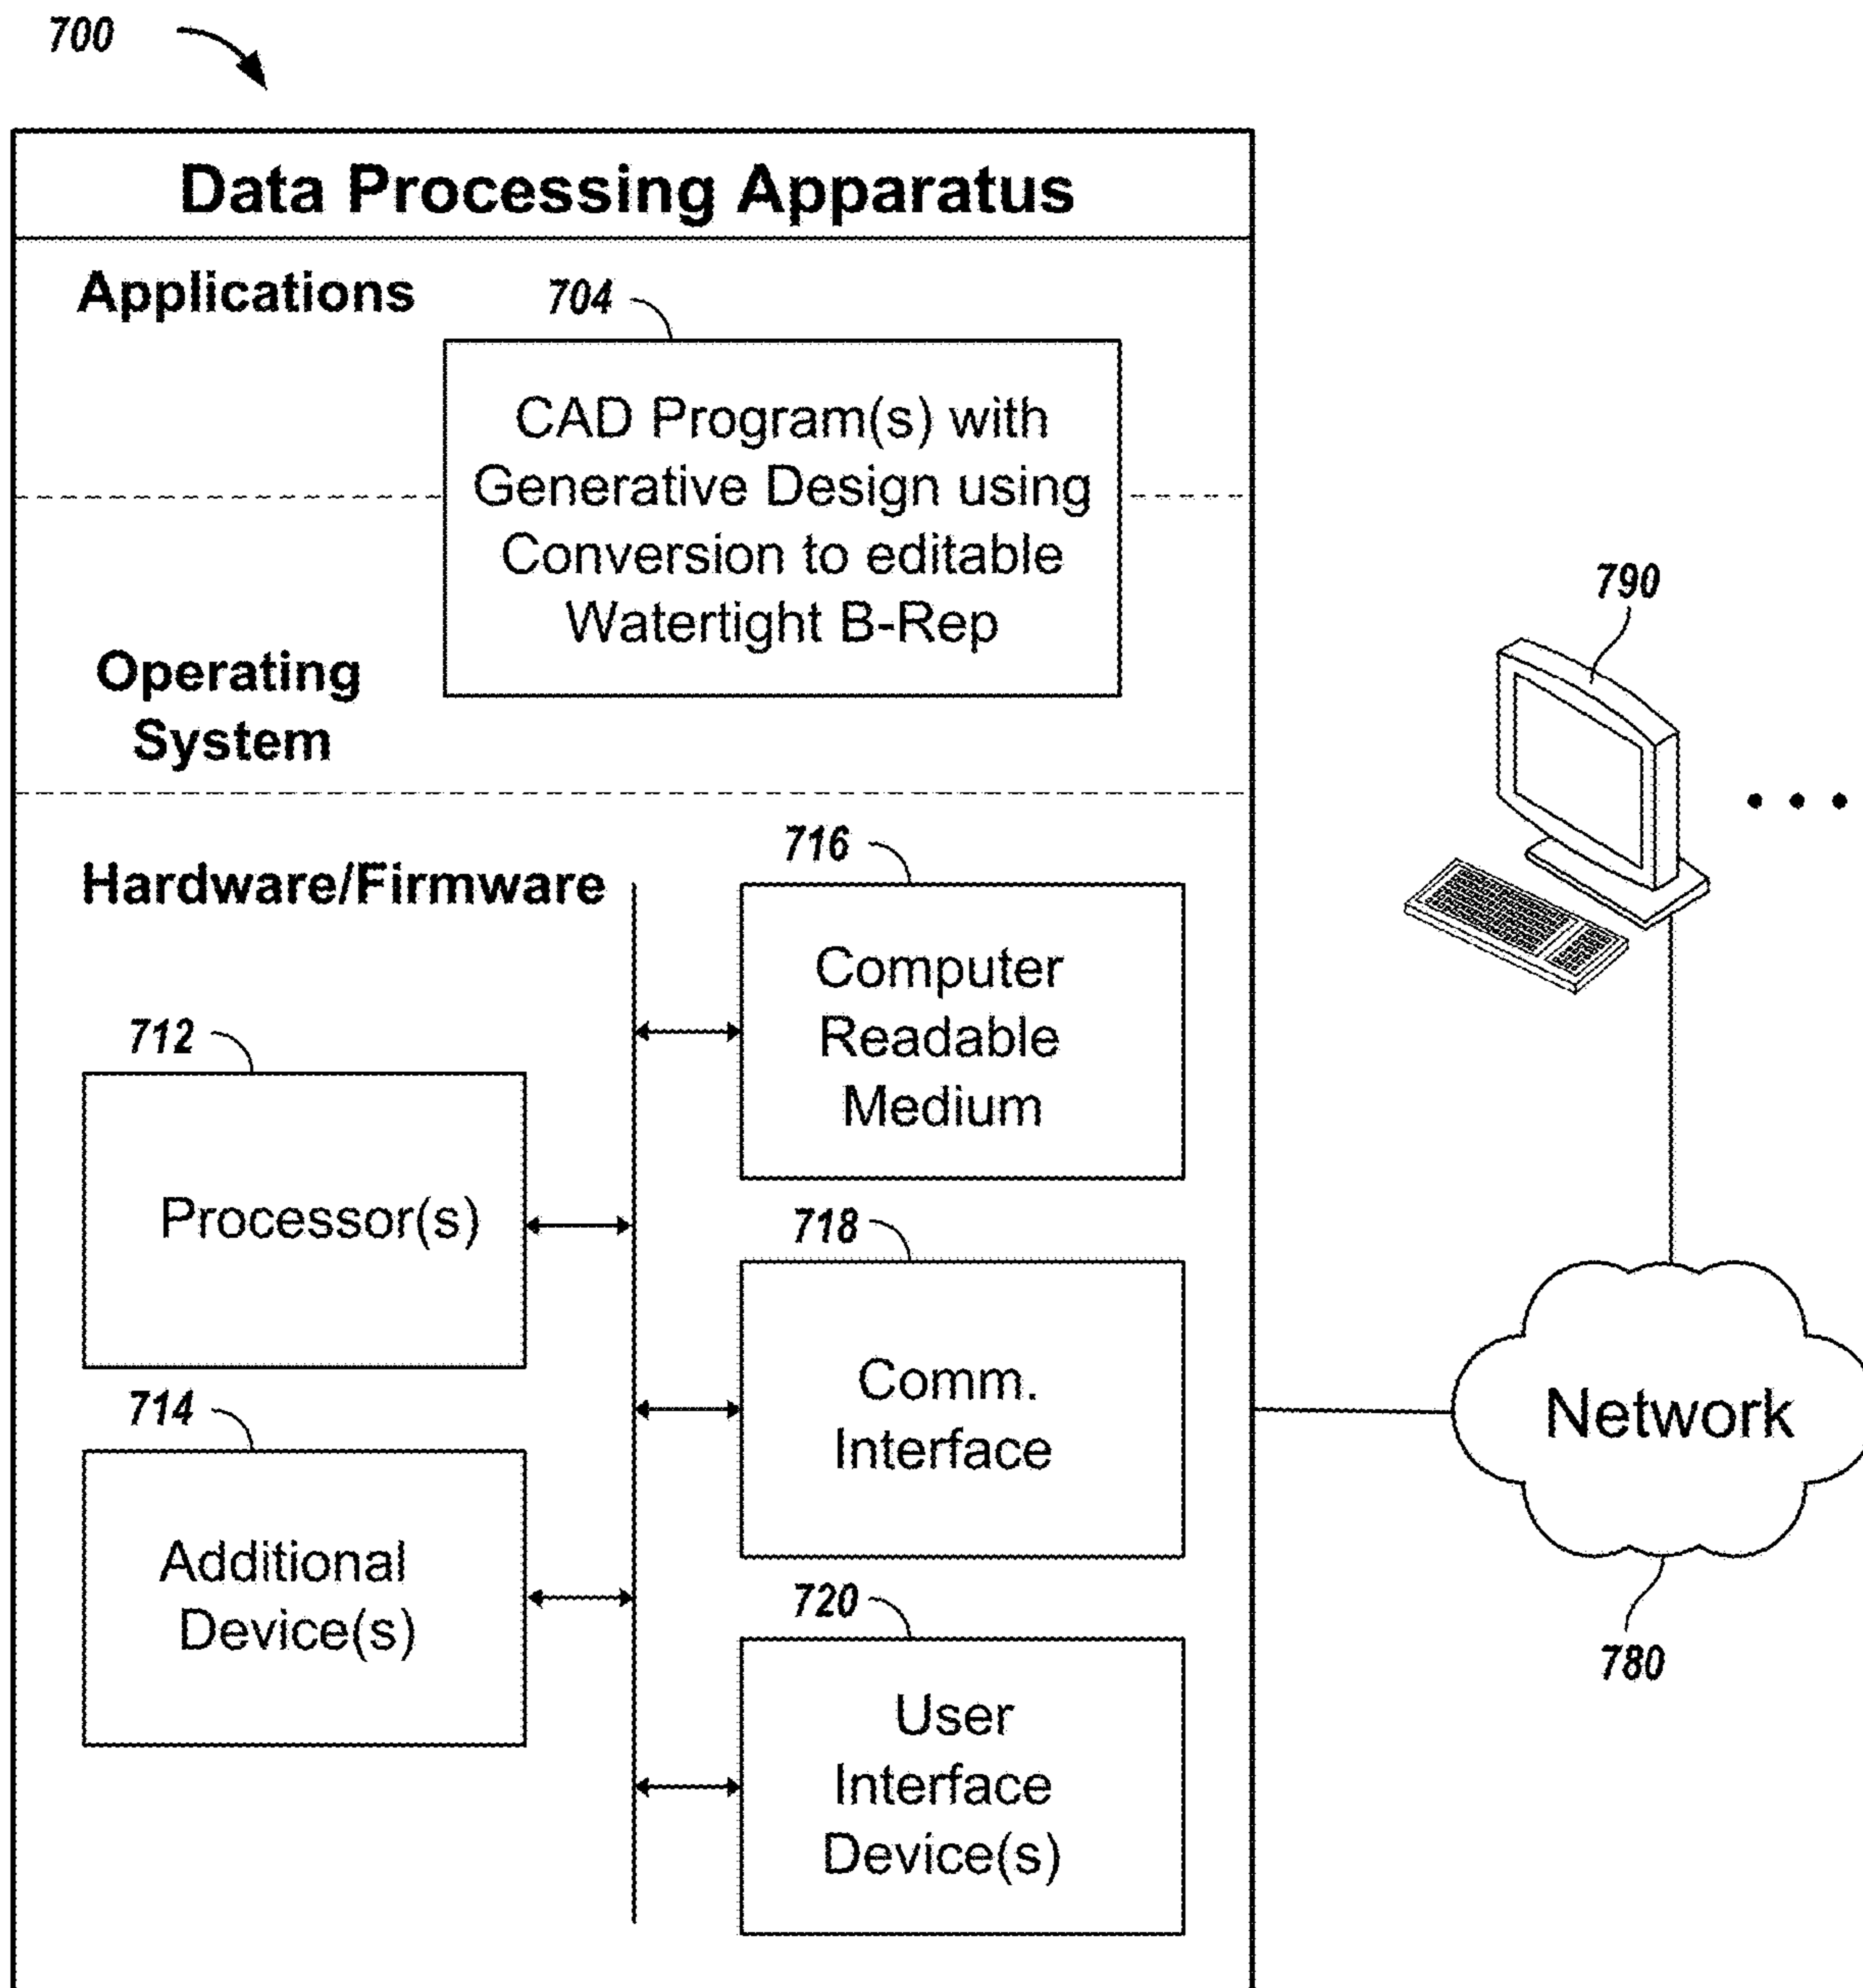 700
Data Processing Apparatus
Applications
704
CAD Program(s) with
Generative Design using
Conversion to editable
Watertight B-Rep
Operating
System
790
Hardware/Firmware
716
Computer
Readable
Medium
712
Processor(s)
718
Comm.
Interface
Network
780
714
Additional
Device(s)
720
User
Interface
Device(s)